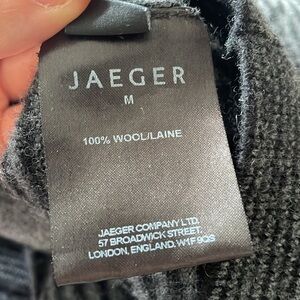 JAEGER
M
100% WOOL/LAINE
JAEGER COMPANY LTD.
57 BROADWICK STREET.
LONDON, ENGLAND. W1F 9QS